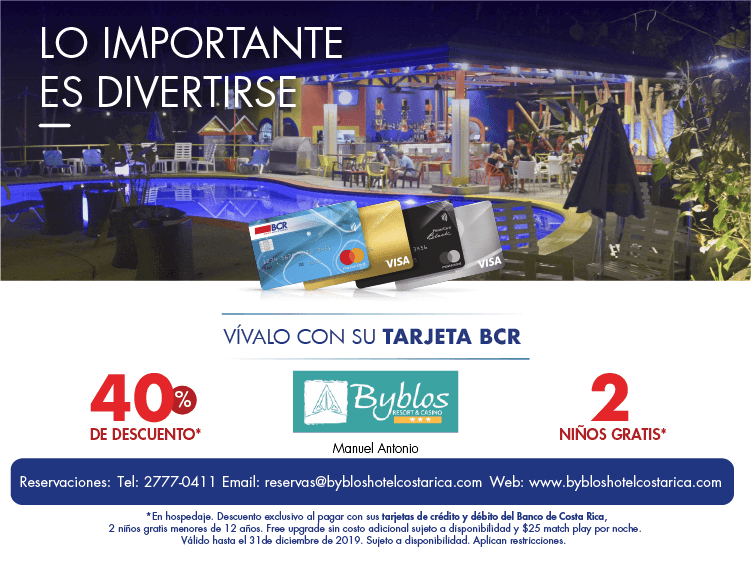 LO IMPORTANTE
ES DIVERTIRSE
BCR
mastercard
VISA
VISA
VÍVALO CON SU TARJETA BCR
40%
DE DESCUENTO*
Byblos
RESORT & CASINO
Manuel Antonio
2
NIÑOS GRATIS*
Reservaciones: Tel: 2777-0411 Email: reservas@bybloshotelcostarica.com Web: www.bybloshotelcostarica.com
*En hospedaje. Descuento exclusivo al pagar con sus tarjetas de crédito y débito del Banco de Costa Rica,
2 niños gratis menores de 12 años. Free upgrade sin costo adicional sujeto a disponibilidad y $25 match play por noche.
Válido hasta el 31de diciembre de 2019. Sujeto a disponibilidad. Aplican restricciones.